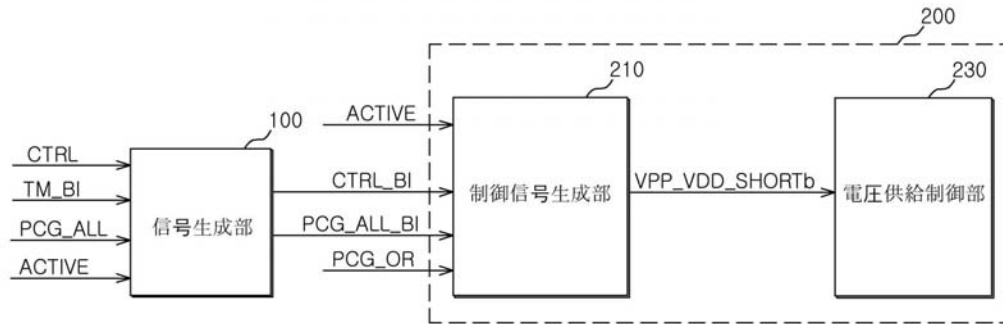 200
210
230
100
ACTIVE
CTRL
TM_BI
PCG_ALL
ACTIVE
信号生成部
CTRL_BI
PCG_ALL_BI
PCG_OR
制御信号生成部
VPP_VDD_SHORTb
電圧供給制御部